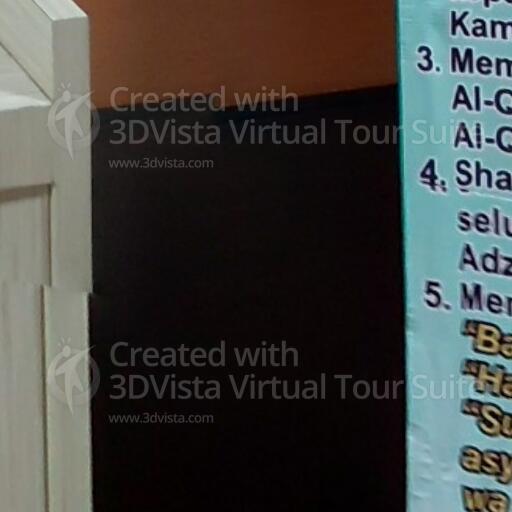 Kam
3. Mem
Al-Q
Al-Q
4. Sha
selu
Adz
5. Mer
“Ba
“Ha
“Su
asy
wa
Created with
3DVista Virtual Tour Suite
www.3dvista.com
Created with
3DVista Virtual Tour Suite
www.3dvista.com